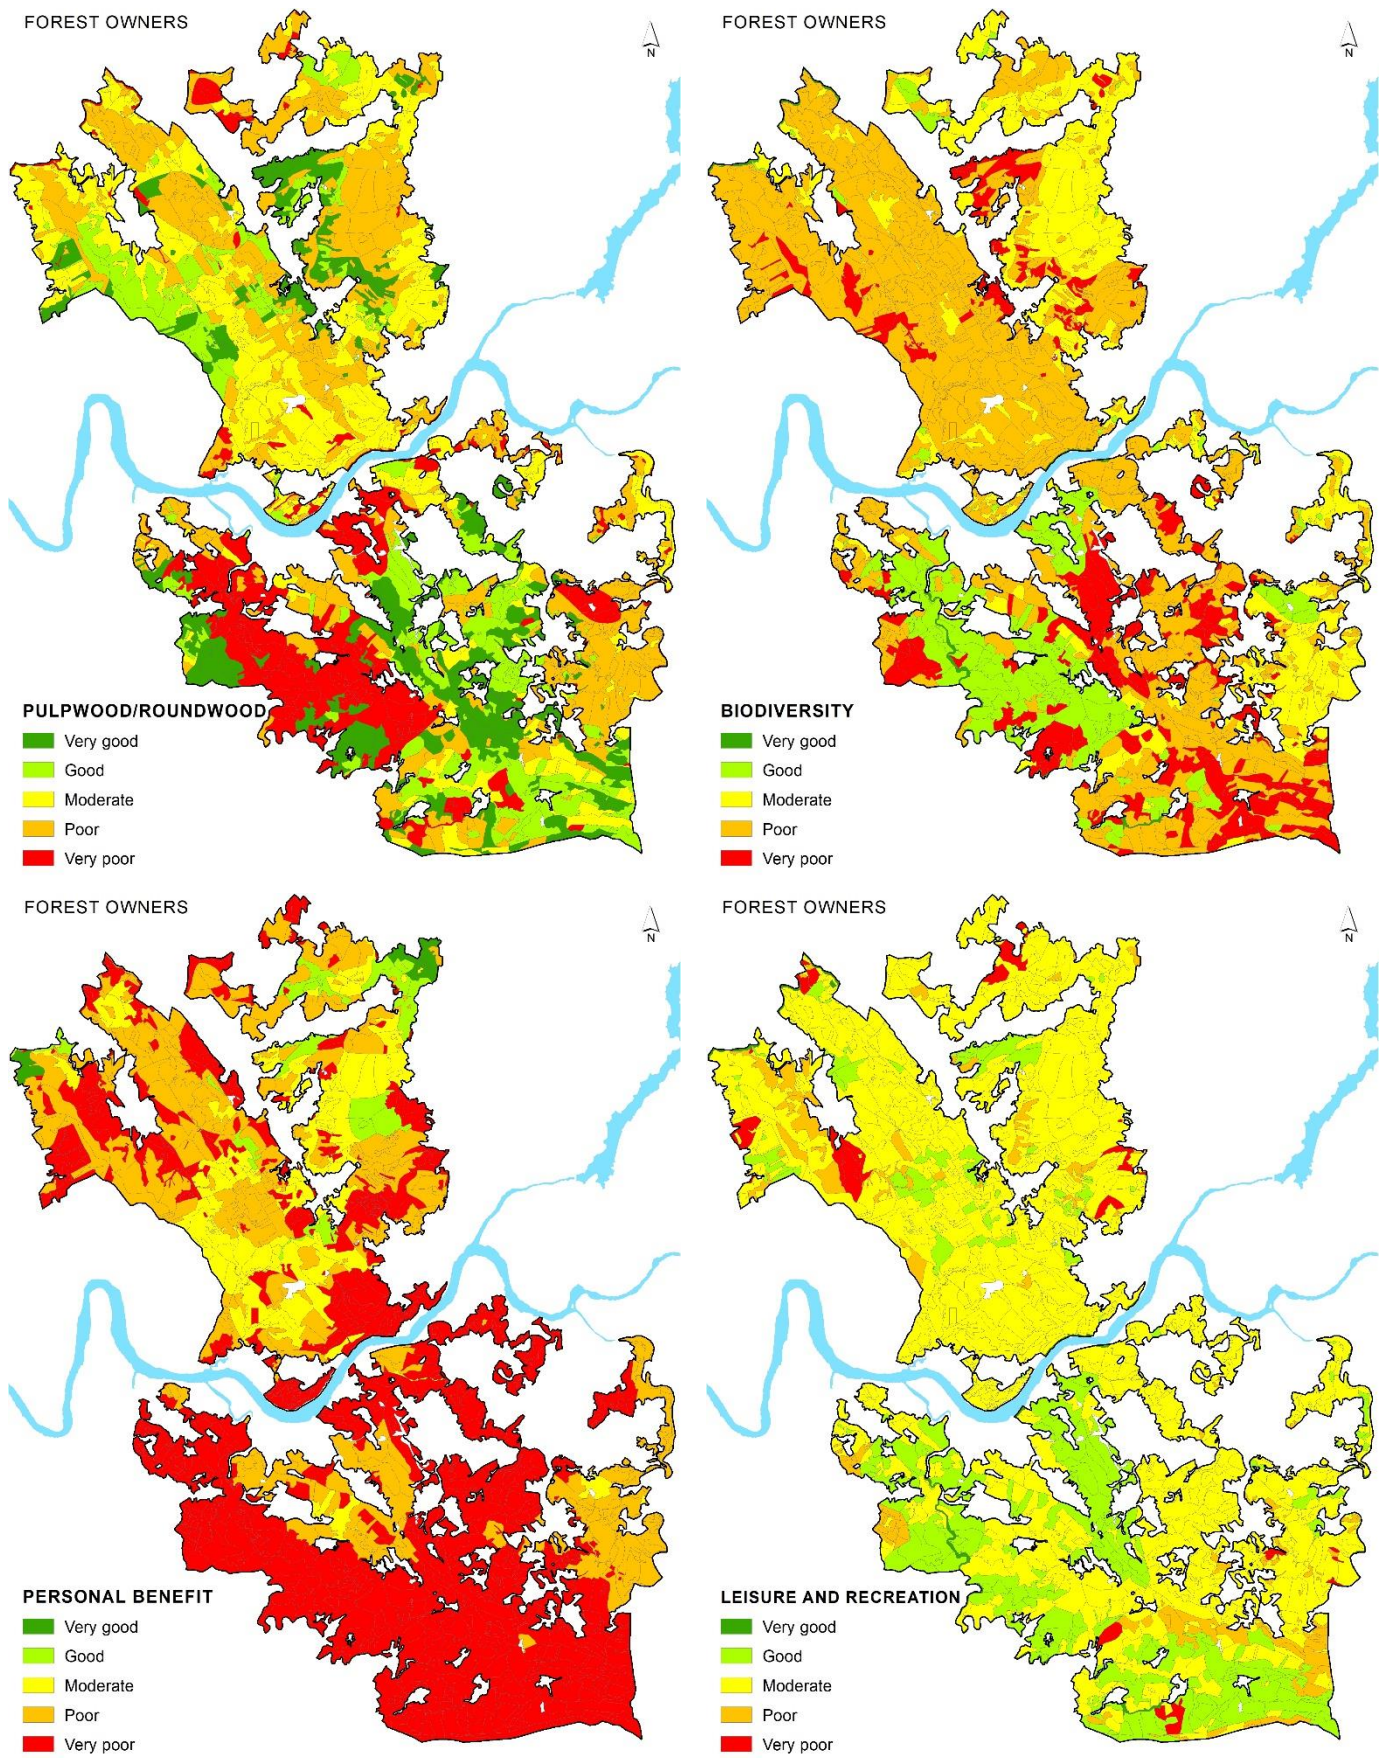 FOREST OWNERS
N
PULPWOOD/ROUNDWOOD
Very good
Good
Moderate
Poor
Very poor
FOREST OWNERS
N
BIODIVERSITY
Very good
Good
Moderate
Poor
Very poor
FOREST OWNERS
N
PERSONAL BENEFIT
Very good
Good
Moderate
Poor
Very poor
FOREST OWNERS
N
LEISURE AND RECREATION
Very good
Good
Moderate
Poor
Very poor